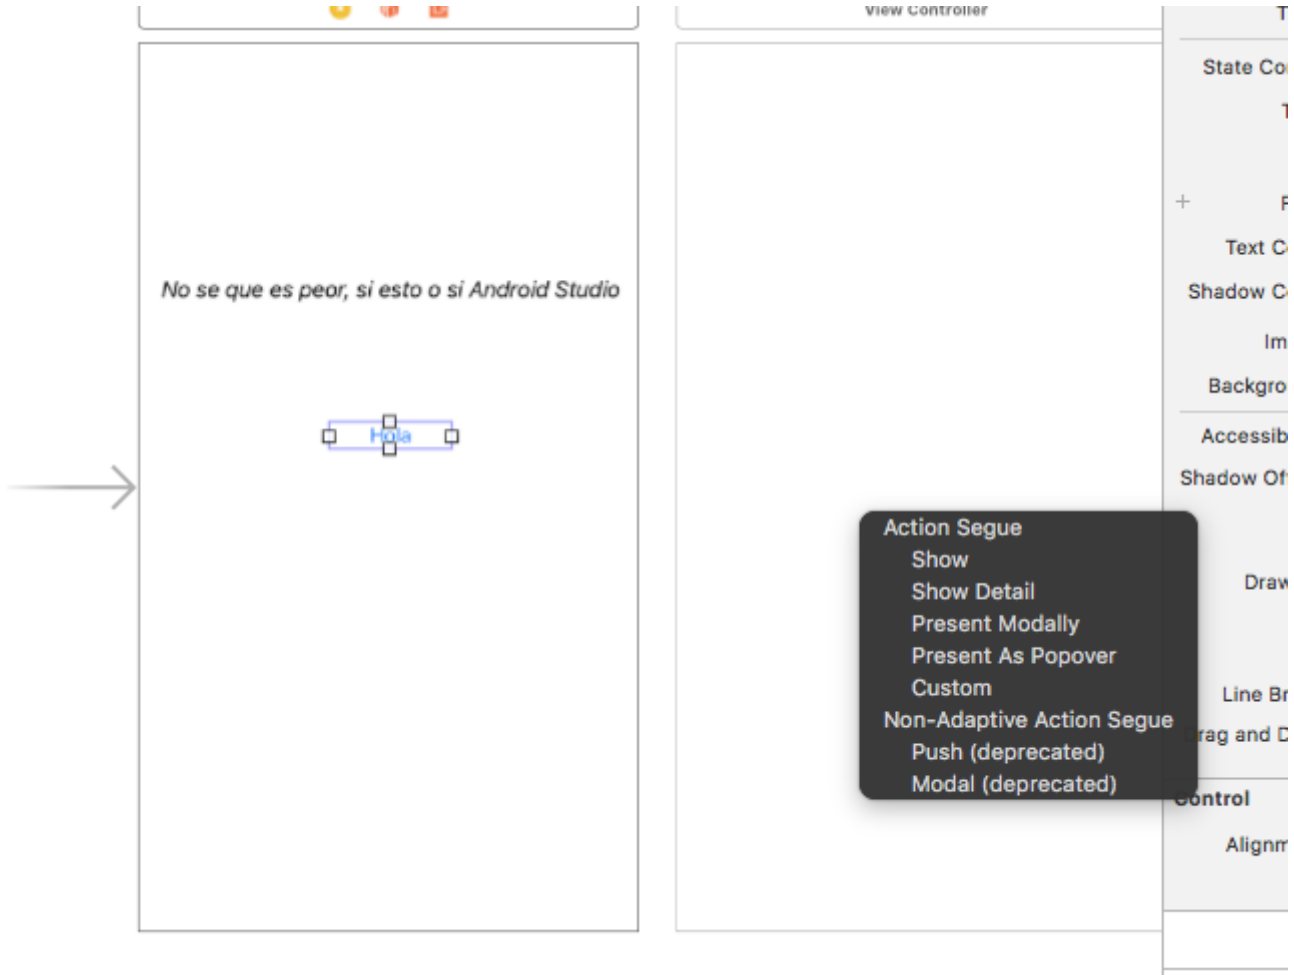 View Controller
State Co
No se que es peor, si esto o si Android Studio
Text C
Shadow C
Im
Backgro
Hola
Accessib
Shadow Of
Action Segue
Show
Show Detail
Draw
Present Modally
Present As Popover
Custom
Line Br
Non-Adaptive Action Segue
rag and D
Push (deprecated)
Modal (deprecated)
Control
Alignm